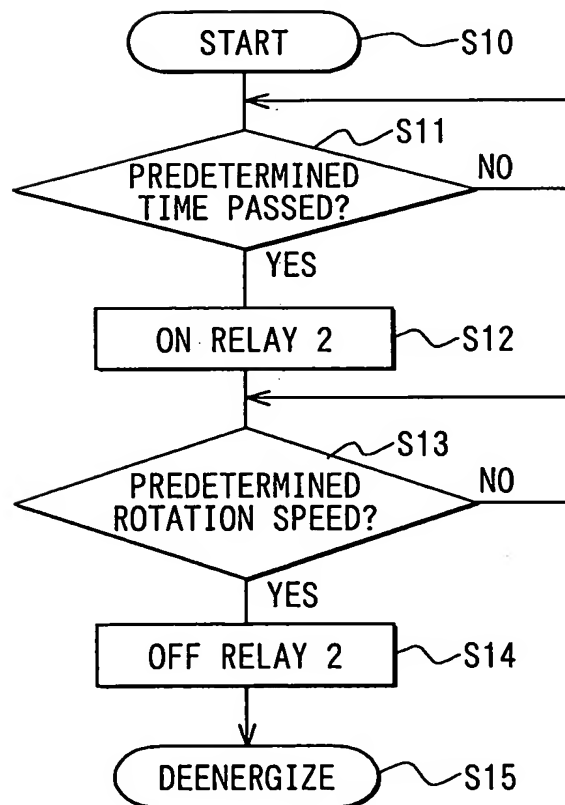 START
S10
S11
PREDETERMINED
TIME PASSED?
NO
YES
ON RELAY 2
S12
S13
PREDETERMINED
ROTATION SPEED?
NO
YES
OFF RELAY 2
S14
DEENERGIZE
S15